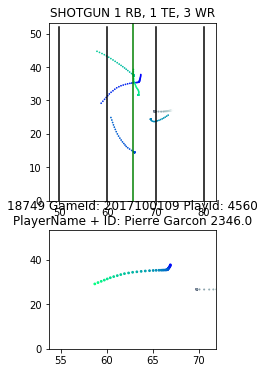 SHOTGUN 1 RB, 1 TE, 3 WR
50
40
30
20
10
0
50 60 70 80
18749 GameId: 2017100109 PlayId: 4560
PlayerName + ID: Pierre Garcon 2346.0
40
20
0
55 60 65 70